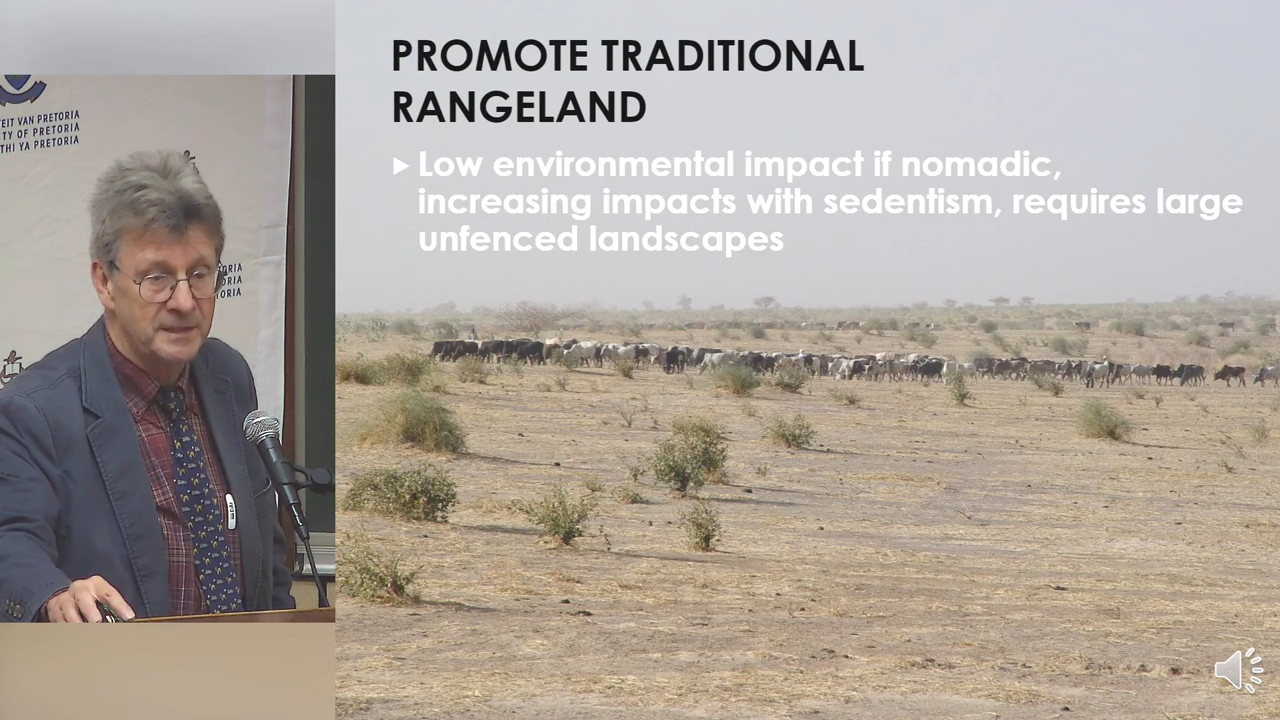 PROMOTE TRADITIONAL
RANGELAND
Low environmental impact if nomadic,
increasing impacts with sedentism, requires large
unfenced landscapes
EIT VAN PRETORIA
TY OF PRETORIA
THI YA PRETORIA
ORIA
ORIA
TORIA